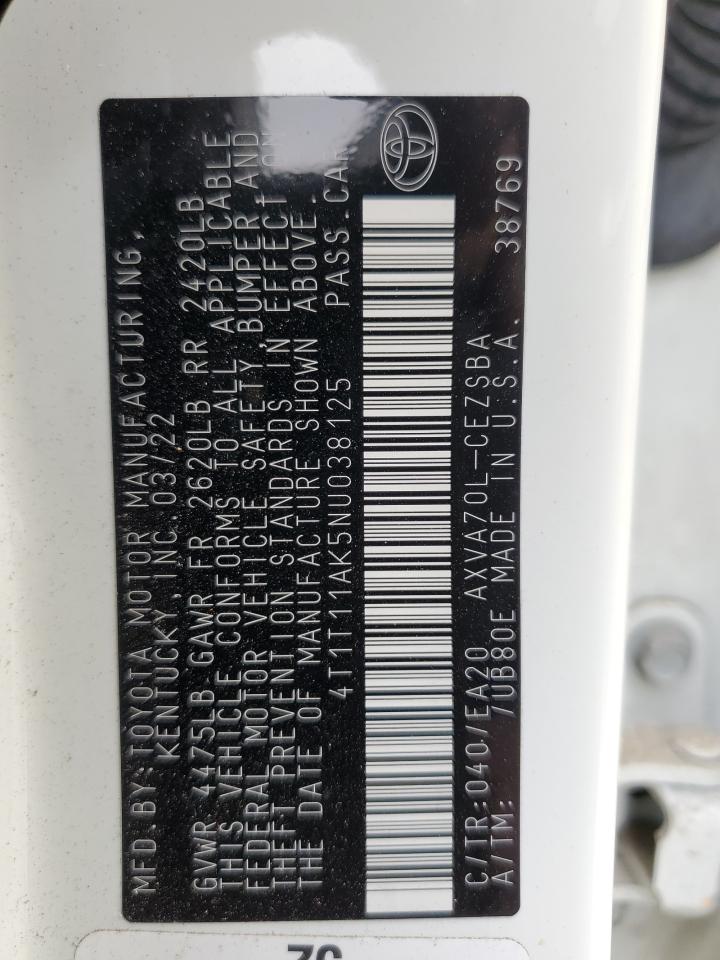 MFD.BY:TOYOTA MOTOR MANUFACTURING,
KENTUCKY,INC. 03/22
GVWR 4475LB GAWR FR 2620LB RR 2420LB
THIS VEHICLE CONFORMS TO ALL APPLICABLE
FEDERAL MOTOR VEHICLE SAFETY,BUMPER AND
THEFT PREVENTION STANDARDS IN EFFECT ON
THE DATE OF MANUFACTURE SHOWN ABOVE.
4T1T11AK5NU038125 PASS.CAR
C/TR:040/EA20 AXVA70L-CEZSBA
A/TM: /UB80E MADE IN U.S.A. 38769